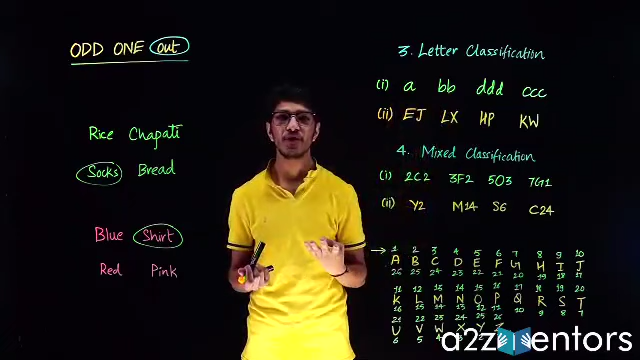 ODD ONE out
Rice Chapati
Socks Bread
Blue Shirt
Red Pink
3. Letter Classification
(i) a bb ddd ccc
(ii) EJ LX HP KW
4. Mixed Classification
(i) 2C2 3F2 5O3 7G1
(ii) Y2 M14 S6 C24
1 2 3 4 5 6 7 8 9 10
A B C D E F G H I J
26 25 24 23 22 21 20 19 18 17
11 12 13 14 15 16 17 18 19 20
K L M N O P Q R S T
16 15 14 13 12 11 10 9 8 7
21 22 23 24 25 26
U V W X Y Z
6 5
a2zmentors